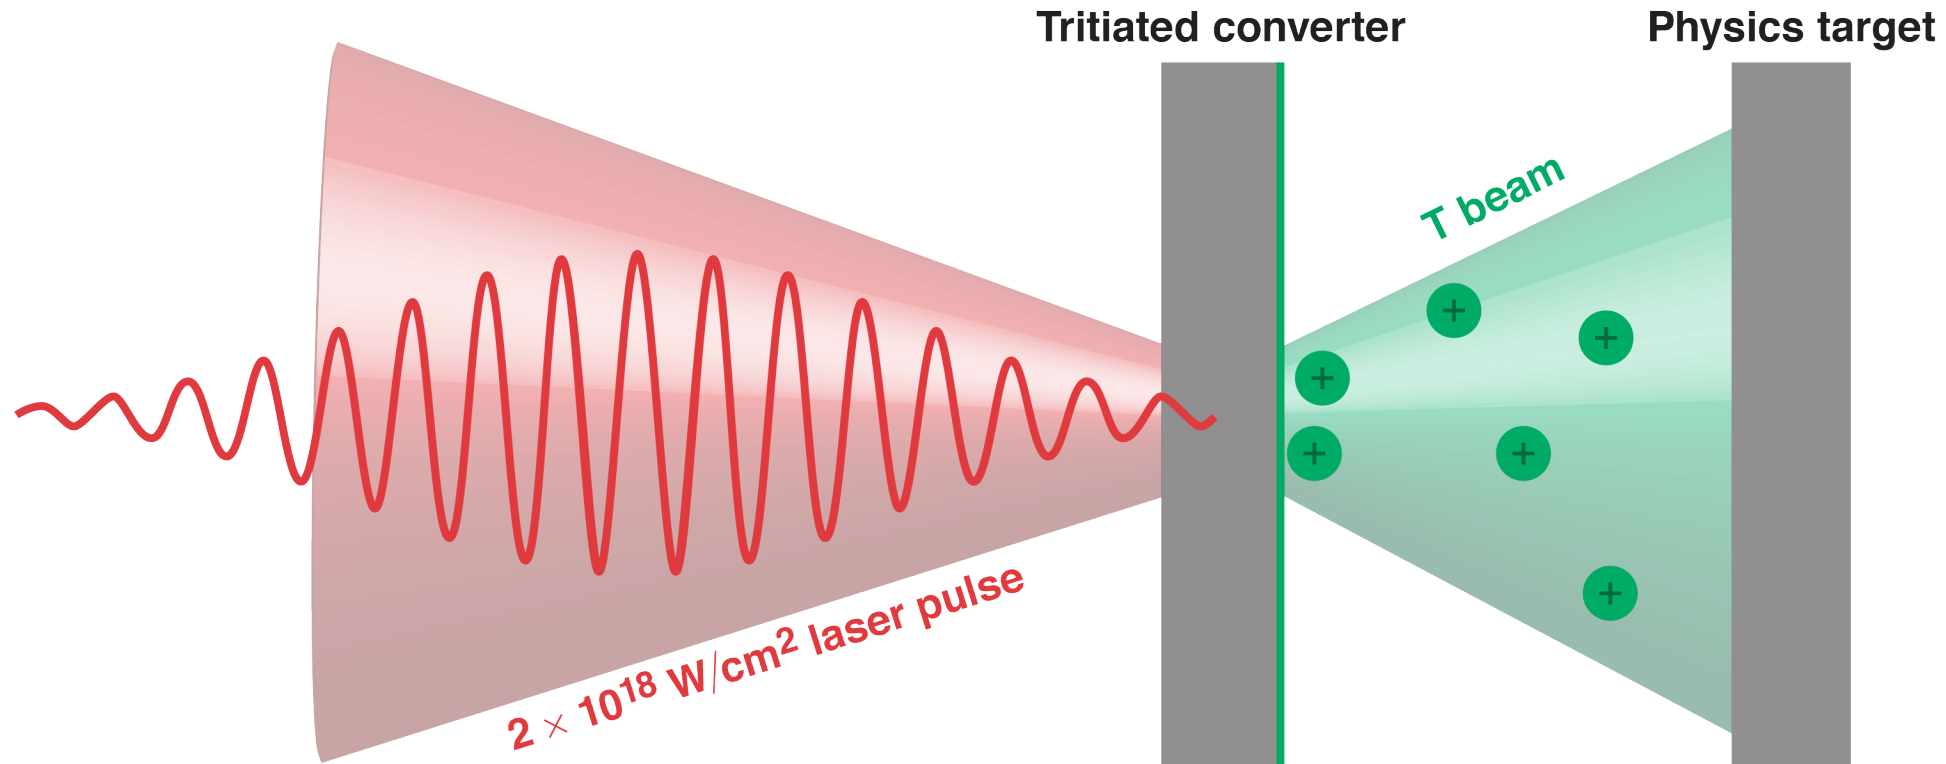 Tritiated converter
Physics target
T beam
+
+
+
+
+
+
2 × 10¹⁸ W/cm² laser pulse